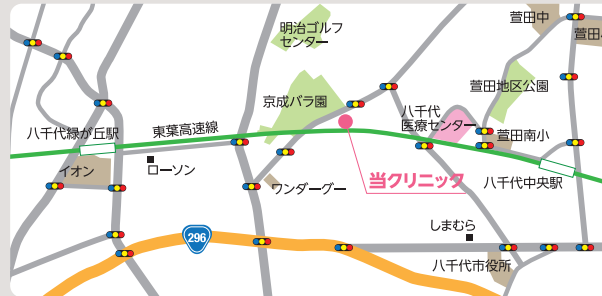 明治ゴルフ
センター
萱田中
萱田
京成バラ園
萱田地区公園
八千代
医療センター
八千代緑が丘駅
東葉高速線
萱田南小
イオン
ローソン
ワンダーグー
当クリニック
八千代中央駅
しまむら
296
八千代市役所